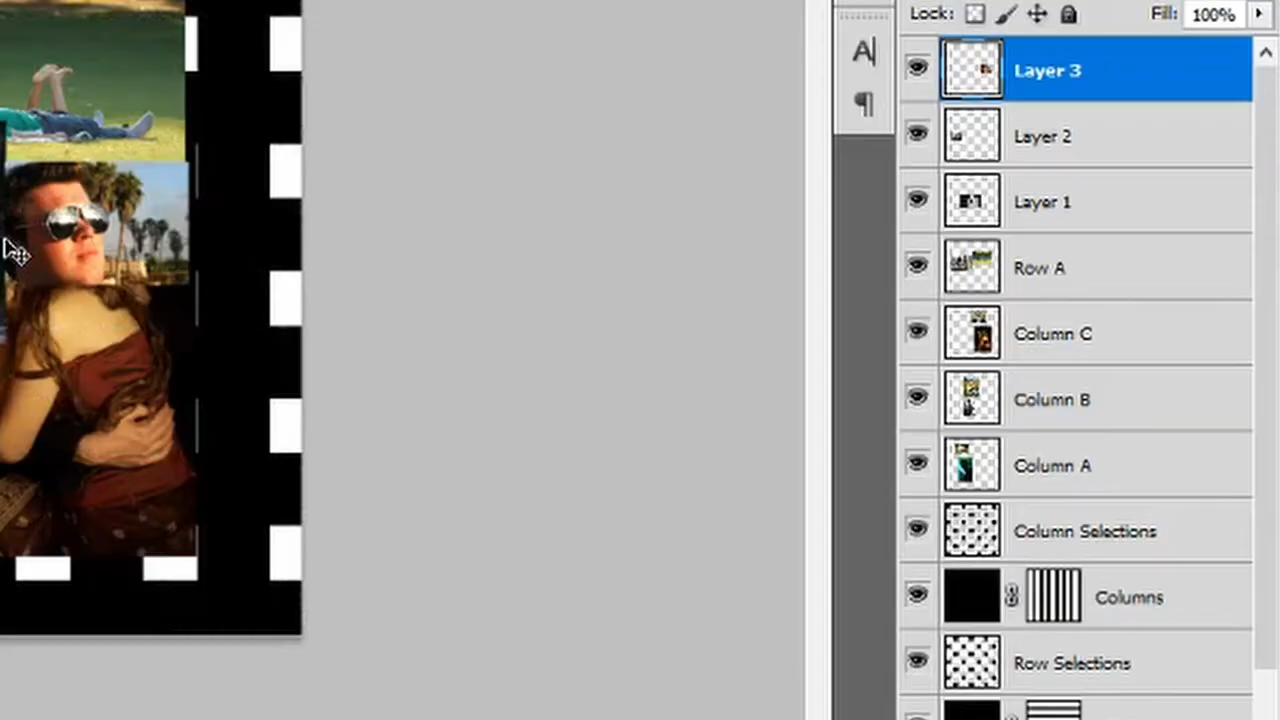 Lock:
Fill: 100%
A
¶
Layer 3
Layer 2
Layer 1
Row A
Column C
Column B
Column A
Column Selections
Columns
Row Selections